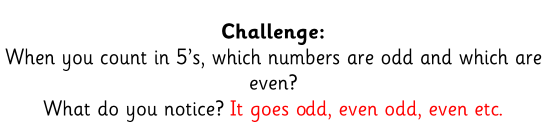 Challenge:
When you count in 5's, which numbers are odd and which are
even?
What do you notice? It goes odd, even odd, even etc.